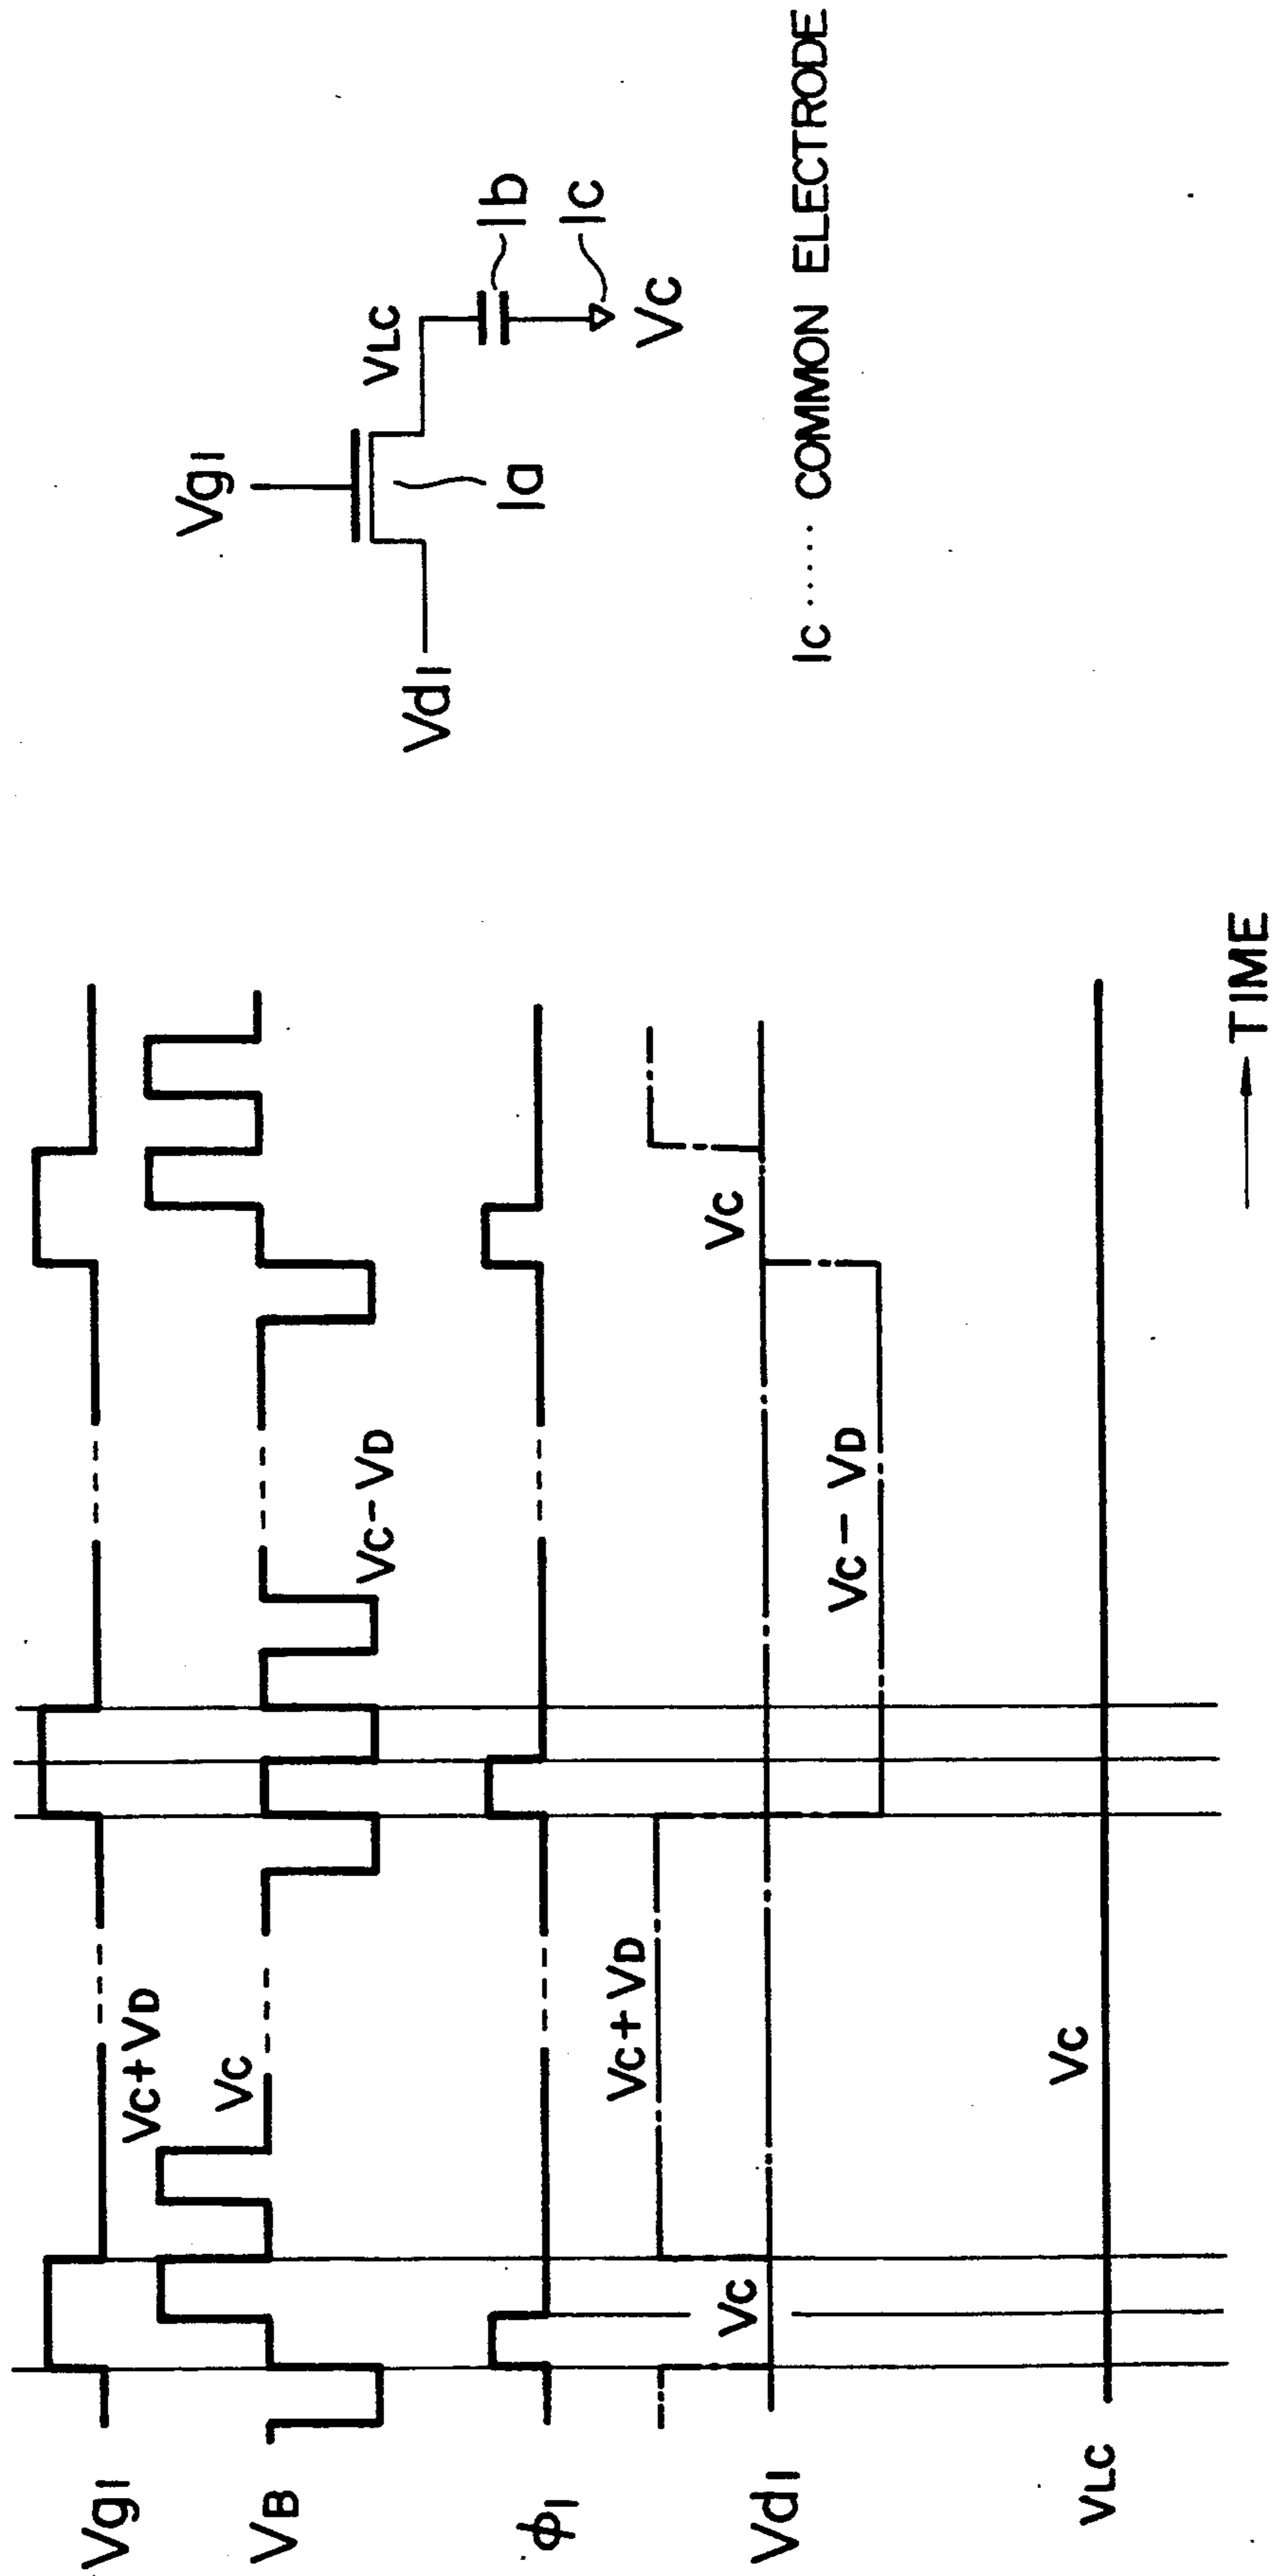 Vg1
VB
φ1
Vd1
VLC
VC+VD
VC
VC-VD
VC+VD
VC
VC-VD
VC
VC
TIME
Vg1
Vd1
VLC
1a
1b
1c
VC
1c ...... COMMON ELECTRODE